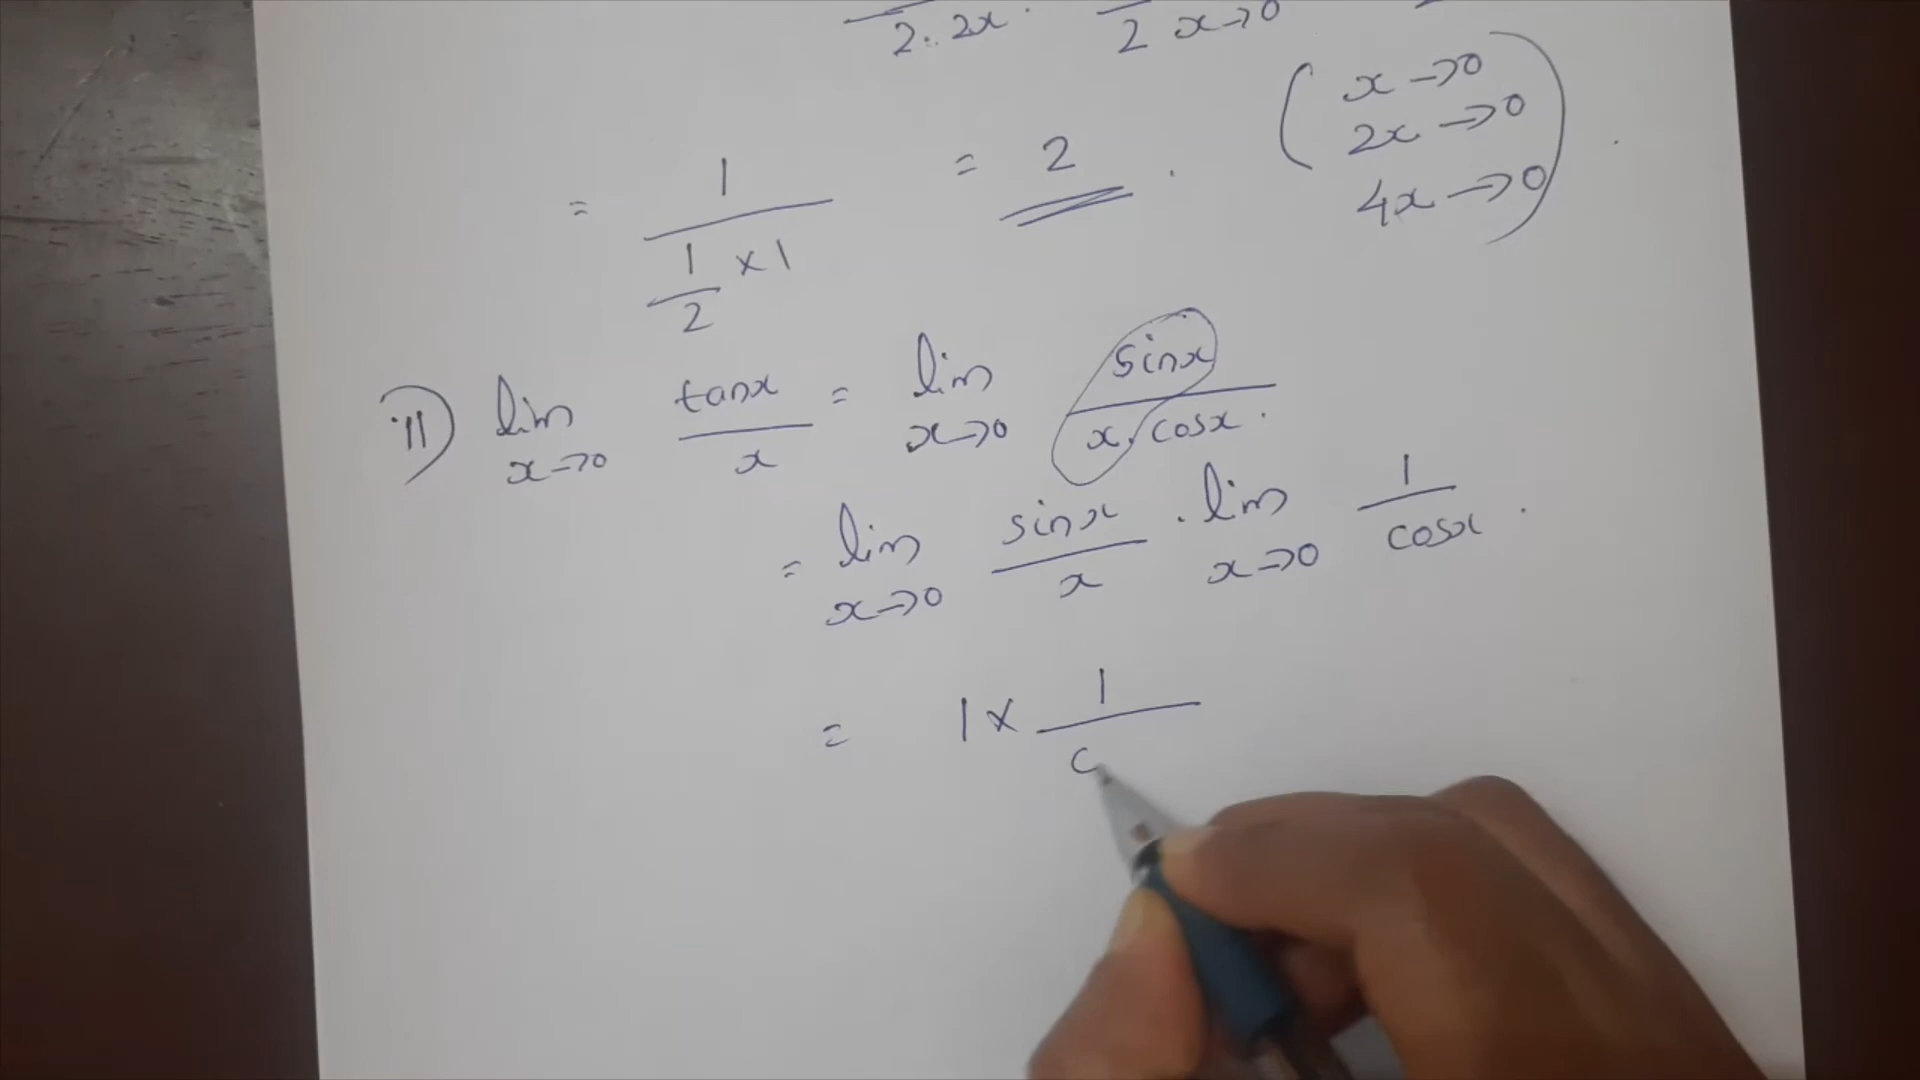 2. 2x. 2 x→0
( x→0
2x→0
4x→0 ) .
= 1 / (1/2 × 1) = 2 .
ii) lim x→0 tanx / x = lim x→0 sinx / x. cosx .
= lim x→0 sinx / x . lim x→0 1 / cosx .
= 1 × 1 / c